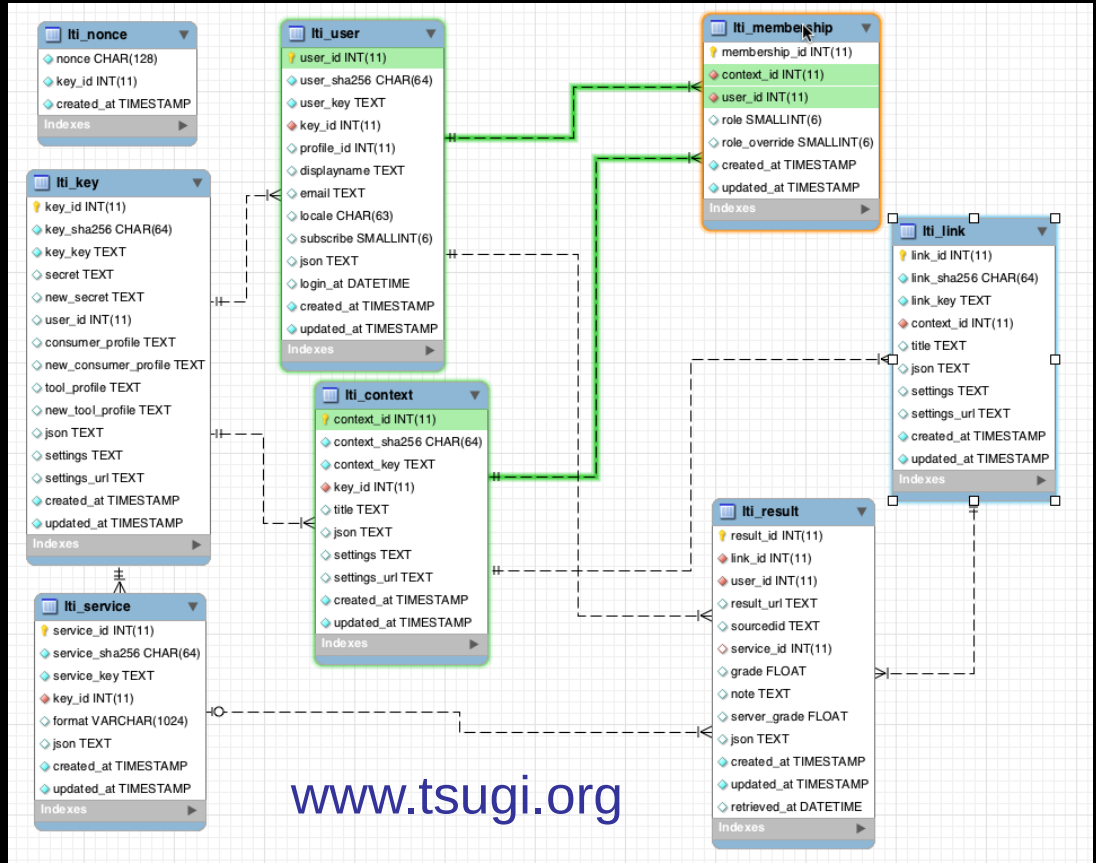 lti_nonce
nonce CHAR(128)
key_id INT(11)
created_at TIMESTAMP
Indexes
lti_key
key_id INT(11)
key_sha256 CHAR(64)
key_key TEXT
secret TEXT
new_secret TEXT
user_id INT(11)
consumer_profile TEXT
new_consumer_profile TEXT
tool_profile TEXT
new_tool_profile TEXT
json TEXT
settings TEXT
settings_url TEXT
created_at TIMESTAMP
updated_at TIMESTAMP
Indexes
lti_service
service_id INT(11)
service_sha256 CHAR(64)
service_key TEXT
key_id INT(11)
format VARCHAR(1024)
json TEXT
created_at TIMESTAMP
updated_at TIMESTAMP
Indexes
lti_user
user_id INT(11)
user_sha256 CHAR(64)
user_key TEXT
key_id INT(11)
profile_id INT(11)
displayname TEXT
email TEXT
locale CHAR(63)
subscribe SMALLINT(6)
json TEXT
login_at DATETIME
created_at TIMESTAMP
updated_at TIMESTAMP
Indexes
lti_context
context_id INT(11)
context_sha256 CHAR(64)
context_key TEXT
key_id INT(11)
title TEXT
json TEXT
settings TEXT
settings_url TEXT
created_at TIMESTAMP
updated_at TIMESTAMP
Indexes
lti_membership
membership_id INT(11)
context_id INT(11)
user_id INT(11)
role SMALLINT(6)
role_override SMALLINT(6)
created_at TIMESTAMP
updated_at TIMESTAMP
Indexes
lti_link
link_id INT(11)
link_sha256 CHAR(64)
link_key TEXT
context_id INT(11)
title TEXT
json TEXT
settings TEXT
settings_url TEXT
created_at TIMESTAMP
updated_at TIMESTAMP
Indexes
lti_result
result_id INT(11)
link_id INT(11)
user_id INT(11)
result_url TEXT
sourcedid TEXT
service_id INT(11)
grade FLOAT
note TEXT
server_grade FLOAT
json TEXT
created_at TIMESTAMP
updated_at TIMESTAMP
retrieved_at DATETIME
Indexes
www.tsugi.org